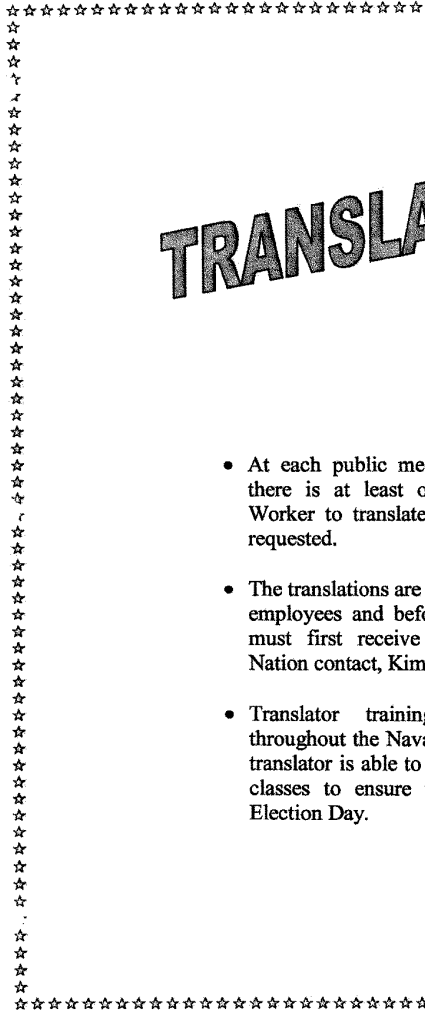 TRANSLA
• At each public me
there is at least o
Worker to translate
requested.
• The translations are
employees and befo
must first receive
Nation contact, Kim
• Translator training
throughout the Nava
translator is able to
classes to ensure
Election Day.